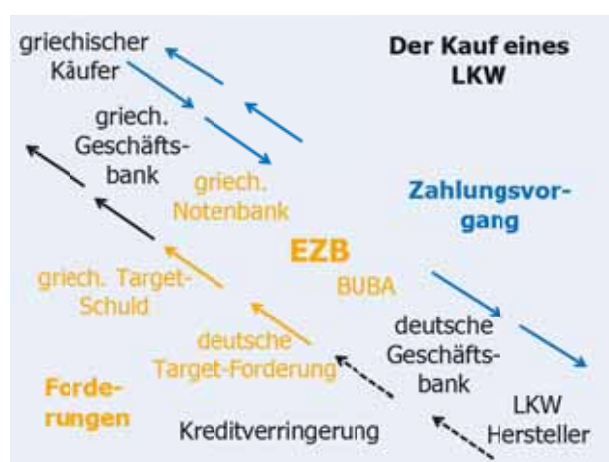 griechischer
Käufer
Der Kauf eines
LKW
griech.
Geschäfts-
bank
griech.
Notenbank
Zahlungsvor-
gang
EZB
griech. Target-
Schuld
BUBA
deutsche
Target-Forderung
deutsche
Geschäfts-
bank
Forde-
rungen
Kreditverringerung
LKW
Hersteller